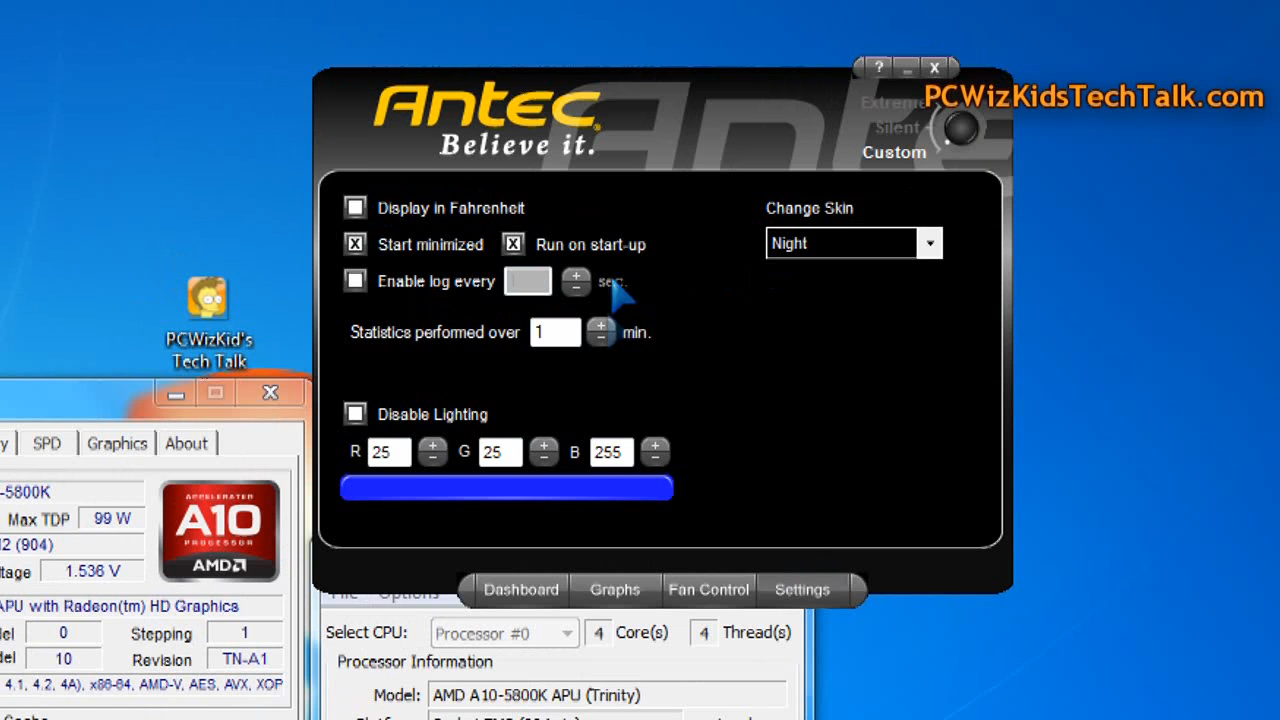 ? _ X
PCWizKidsTechTalk.com
Antec
Believe it.
Extreme
Silent
Custom
Display in Fahrenheit
Change Skin
Start minimized
Run on start-up
Night
Enable log every
sec.
Statistics performed over 1 min.
Disable Lighting
R 25 G 25 B 255
Dashboard Graphs Fan Control Settings
PCWizKid's
Tech Talk
SPD Graphics About
-5800K
Max TDP 99 W
(904)
1.536 V
APU with Radeon(tm) HD Graphics
0 Stepping 1
10 Revision TN-A1
4.1, 4.2, 4A), x86-64, AMD-V, AES, AVX, XOP
ACCELERATED
A10
PROCESSOR
AMD
File Options
Select CPU: Processor #0 4 Core(s) 4 Thread(s)
Processor Information
Model: AMD A10-5800K APU (Trinity)